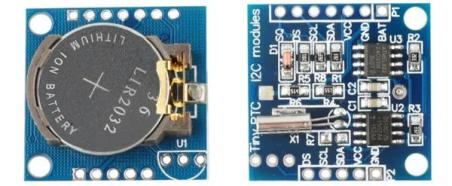 LITHIUM ION BATTERY
LIR2032
3 6
U1
P1
SQ
DS
SCL
SDA
VCC
GND
BAT
D1
I2C modules
U3
R3
R5
R8
R1
R6
R4
C2
C1
Tiny RTC
X1
R7
U2
DS
SCL
SDA
VCC
GND
P2